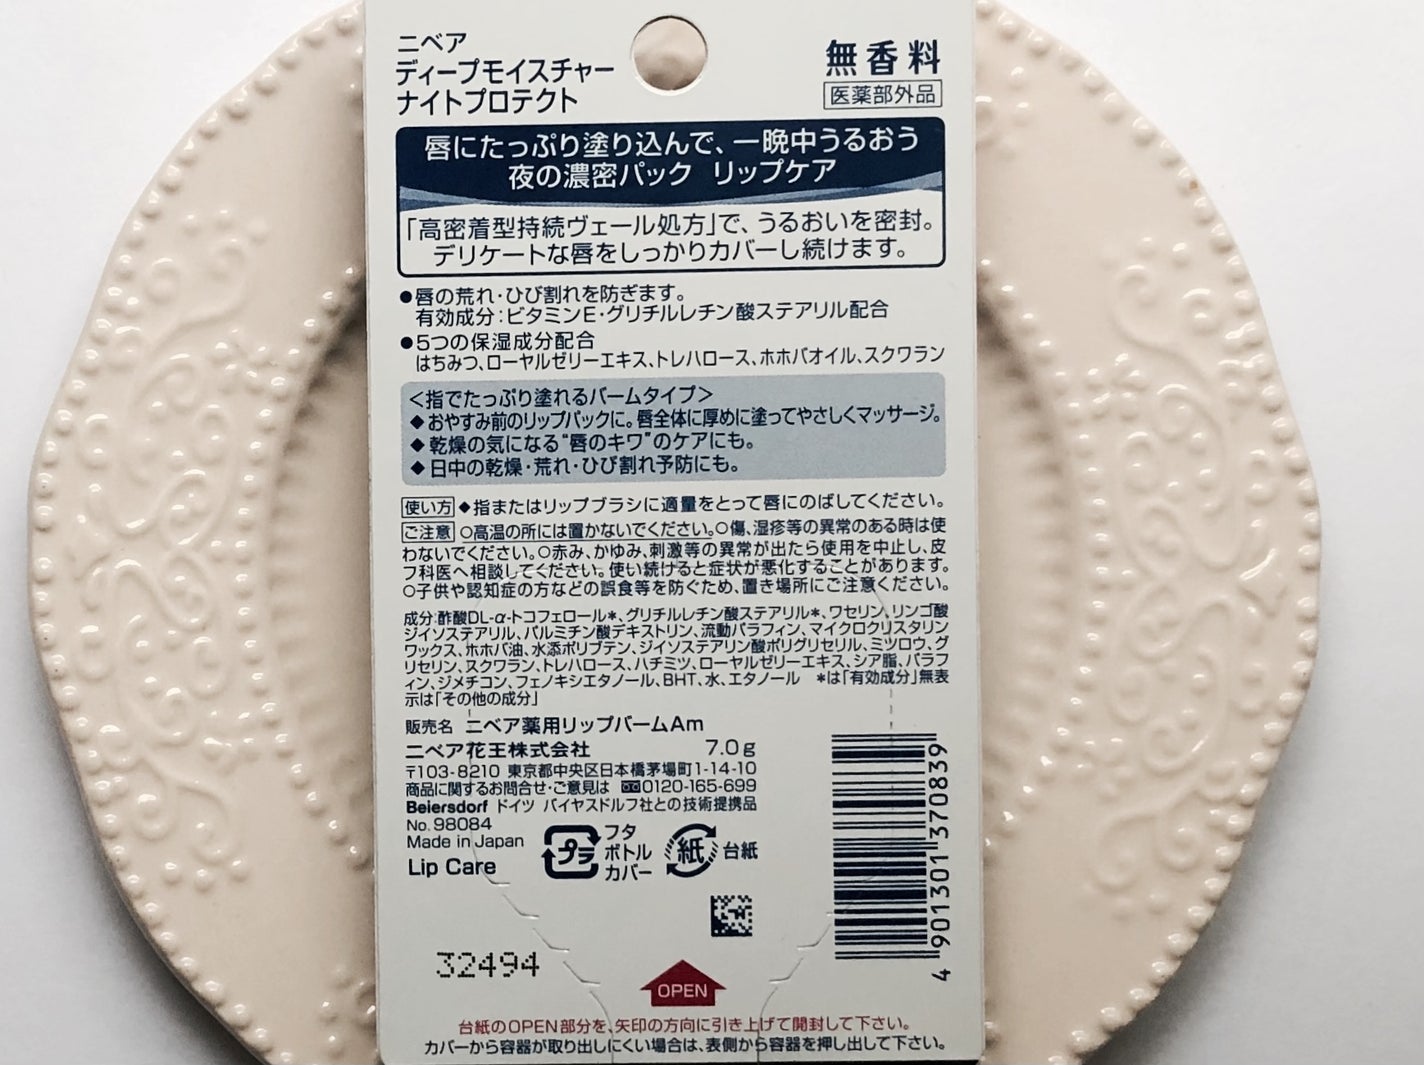 ニベア
ディープモイスチャー
ナイトプロテクト
無香料
医薬部外品
唇にたっぷり塗り込んで、一晩中うるおう
夜の濃密パック リップケア
「高密着型持続ヴェール処方」で、うるおいを密封。
デリケートな唇をしっかりカバーし続けます。
●唇の荒れ・ひび割れを防ぎます。
有効成分:ビタミンE・グリチルレチン酸ステアリル配合
●5つの保湿成分配合
はちみつ、ローヤルゼリーエキス、トレハロース、ホホバオイル、スクワラン
＜指でたっぷり塗れるバームタイプ＞
◆おやすみ前のリップパックに。唇全体に厚めに塗ってやさしくマッサージ。
◆乾燥の気になる“唇のキワ”のケアにも。
◆日中の乾燥・荒れ・ひび割れ予防にも。
使い方 ◆指またはリップブラシに適量をとって唇にのばしてください。
ご注意 ○高温の所には置かないでください。○傷、湿疹等の異常のある時は使
わないでください。○赤み、かゆみ、刺激等の異常が出たら使用を中止し、皮
フ科医へ相談してください。使い続けると症状が悪化することがあります。
○子供や認知症の方などの誤食等を防ぐため、置き場所にご注意ください。
成分:酢酸DL-α-トコフェロール*、グリチルレチン酸ステアリル*、ワセリン、リンゴ酸
ジイソステアリル、パルミチン酸デキストリン、流動パラフィン、マイクロクリスタリン
ワックス、ホホバ油、水添ポリブテン、ジイソステアリン酸ポリグリセリル、ミツロウ、グ
リセリン、スクワラン、トレハロース、ハチミツ、ローヤルゼリーエキス、シア脂、パラフ
ィン、ジメチコン、フェノキシエタノール、BHT、水、エタノール *は「有効成分」無表
示は「その他の成分」
販売名 ニベア薬用リップバームAm
ニベア花王株式会社 7.0g
〒103-8210 東京都中央区日本橋茅場町1-14-10
商品に関するお問合せ・ご意見は 0120-165-699
Beiersdorf ドイツ バイヤスドルフ社との技術提携品
No.98084
Made in Japan
Lip Care
プラ
フタ
ボトル
カバー
紙
台紙
4 901301 370839
32494
OPEN
台紙のOPEN部分を、矢印の方向に引き上げて開封して下さい。
カバーから容器が取り出しにくい場合は、表側から容器を押し出して下さい。